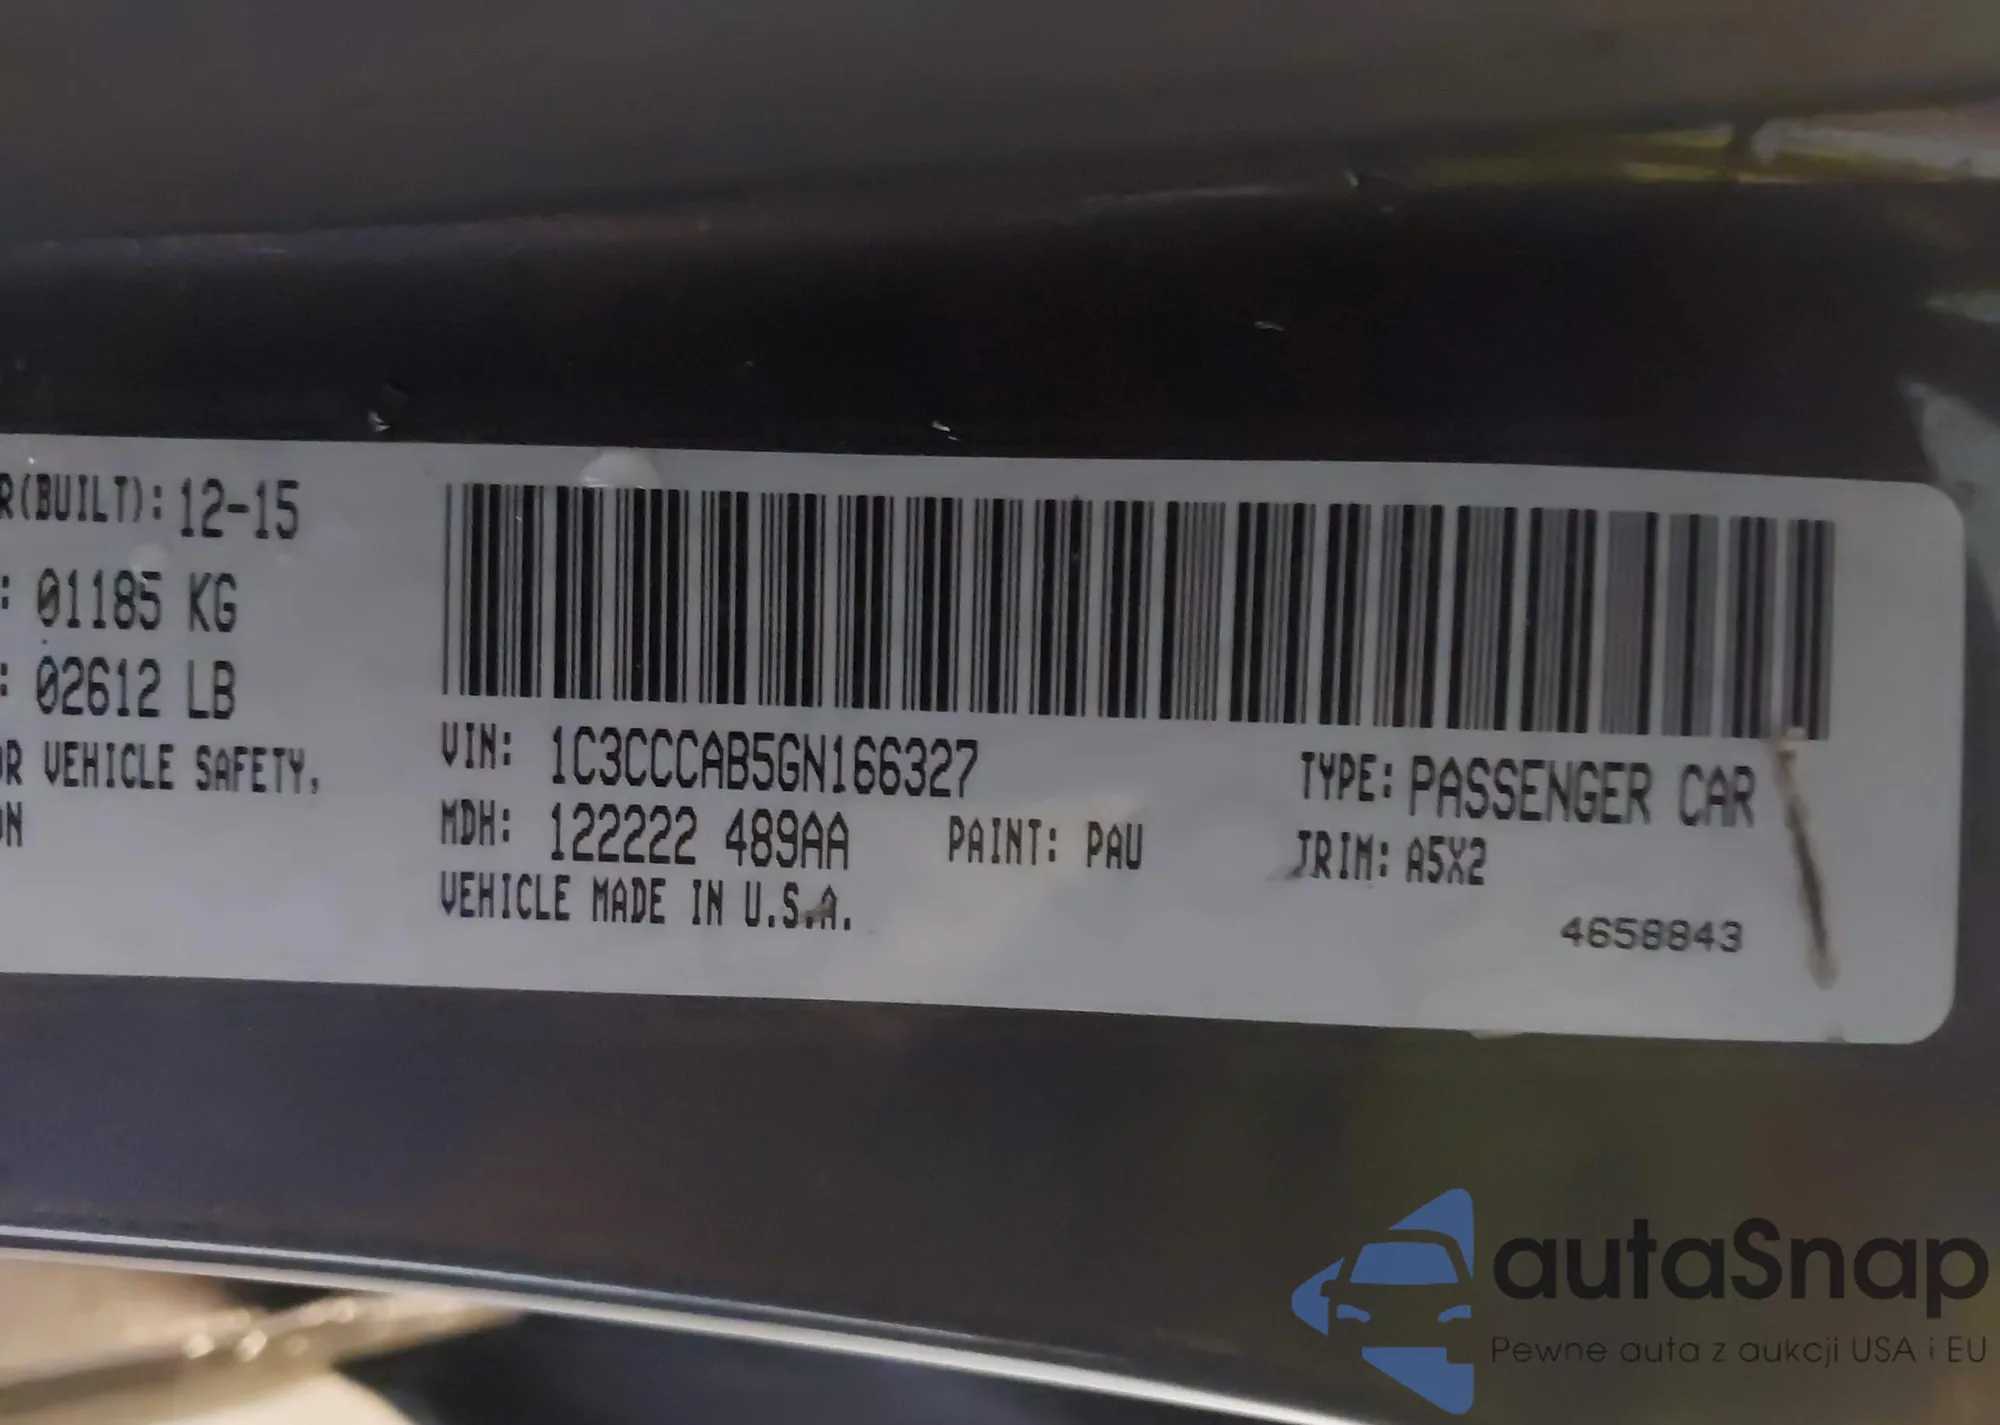 R(BUILT): 12-15
: 01185 KG
: 02612 LB
R VEHICLE SAFETY,
ON
VIN: 1C3CCCAB5GN166327
TYPE: PASSENGER CAR
MDH: 122222 489AA PAINT: PAU
TRIM: A5X2
VEHICLE MADE IN U.S.A.
4658843
autaSnap
Pewne auta z aukcji USA i EU